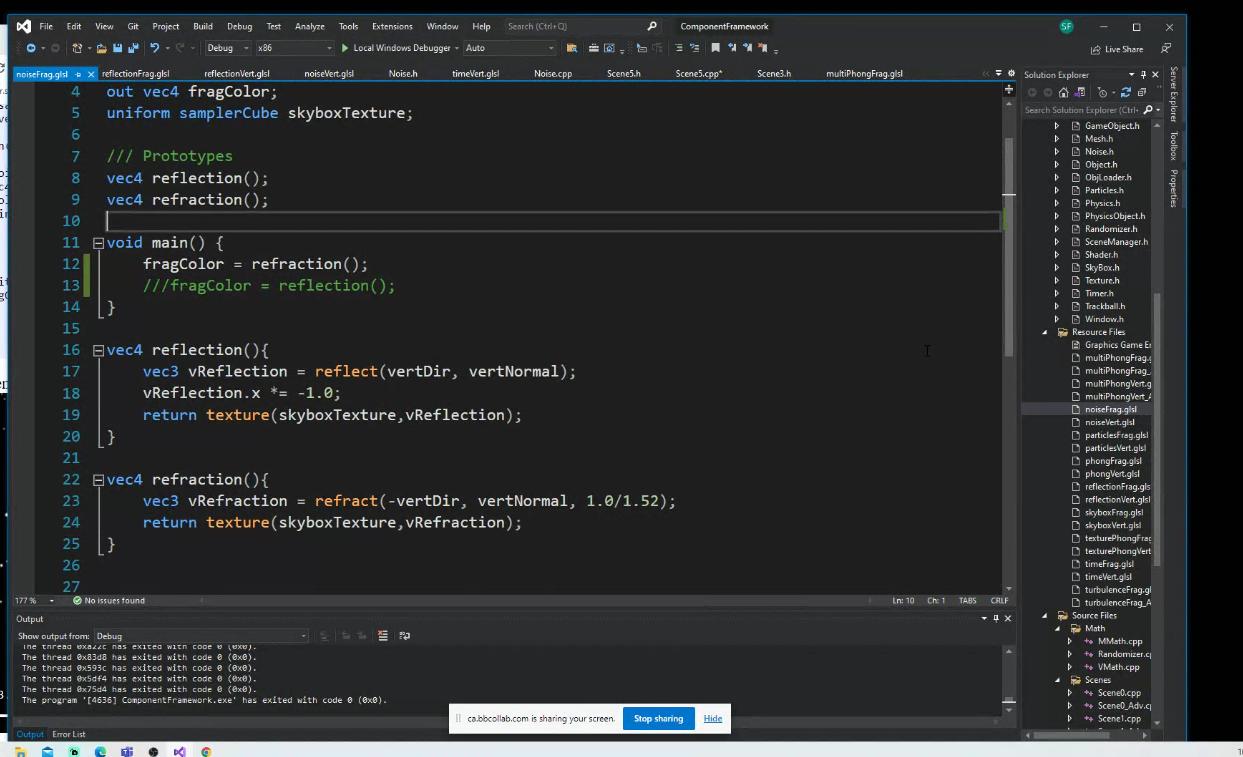 File Edit View Git Project Build Debug Test Analyze Tools Extensions Window Help Search (Ctrl+Q) ComponentFramework SF
Debug x86 Local Windows Debugger Auto Live Share
noiseFrag.glsl reflectionFrag.glsl reflectionVert.glsl noiseVert.glsl Noise.h timeVert.glsl Noise.cpp Scene5.h Scene5.cpp* Scene3.h multiPhongFrag.glsl
4 out vec4 fragColor;
5 uniform samplerCube skyboxTexture;
6
7 /// Prototypes
8 vec4 reflection();
9 vec4 refraction();
10
11 void main() {
12 fragColor = refraction();
13 ///fragColor = reflection();
14 }
15
16 vec4 reflection(){
17 vec3 vReflection = reflect(vertDir, vertNormal);
18 vReflection.x *= -1.0;
19 return texture(skyboxTexture,vReflection);
20 }
21
22 vec4 refraction(){
23 vec3 vRefraction = refract(-vertDir, vertNormal, 1.0/1.52);
24 return texture(skyboxTexture,vRefraction);
25 }
26
27
177 % No issues found Ln: 10 Ch: 1 TABS CRLF
Output
Show output from: Debug
The thread 0xa22c has exited with code 0 (0x0).
The thread 0x83d8 has exited with code 0 (0x0).
The thread 0x593c has exited with code 0 (0x0).
The thread 0x5df4 has exited with code 0 (0x0).
The thread 0x75d4 has exited with code 0 (0x0).
The program '[4636] ComponentFramework.exe' has exited with code 0 (0x0).
ca.bbcollab.com is sharing your screen. Stop sharing Hide
Output Error List
Solution Explorer
Search Solution Explorer (Ctrl+
GameObject.h
Mesh.h
Noise.h
Object.h
ObjLoader.h
Particles.h
Physics.h
PhysicsObject.h
Randomizer.h
SceneManager.h
Shader.h
SkyBox.h
Texture.h
Timer.h
Trackball.h
Window.h
Resource Files
Graphics Game En
multiPhongFrag.g
multiPhongFrag_A
multiPhongVert.g
multiPhongVert_A
noiseFrag.glsl
noiseVert.glsl
particlesFrag.glsl
particlesVert.glsl
phongFrag.glsl
phongVert.glsl
reflectionFrag.gls
reflectionVert.gls
skyboxFrag.glsl
skyboxVert.glsl
texturePhongFrag
texturePhongVert
timeFrag.glsl
timeVert.glsl
turbulenceFrag.gl
turbulenceFrag_A
Source Files
Math
MMath.cpp
Randomizer.cp
VMath.cpp
Scenes
Scene0.cpp
Scene0_Adv.cp
Scene1.cpp
Server Explorer
Toolbox
Properties